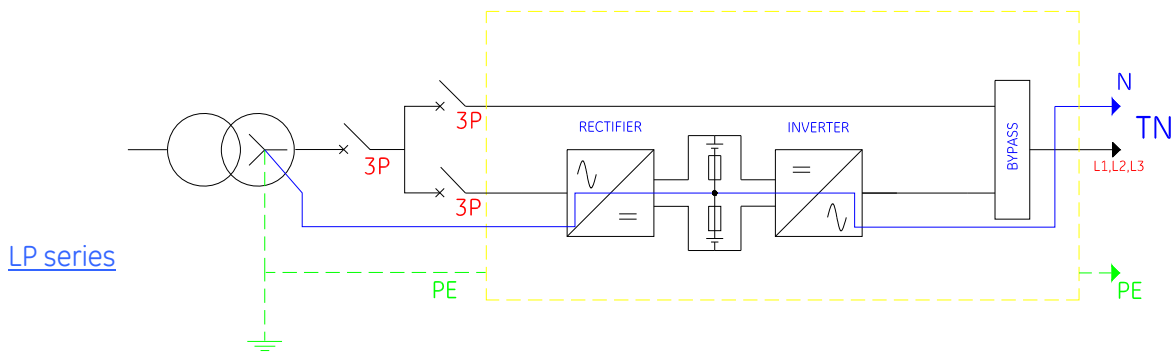 N
3P
RECTIFIER
INVERTER
BYPASS
TN
3P
L1,L2,L3
3P
LP series
PE
PE